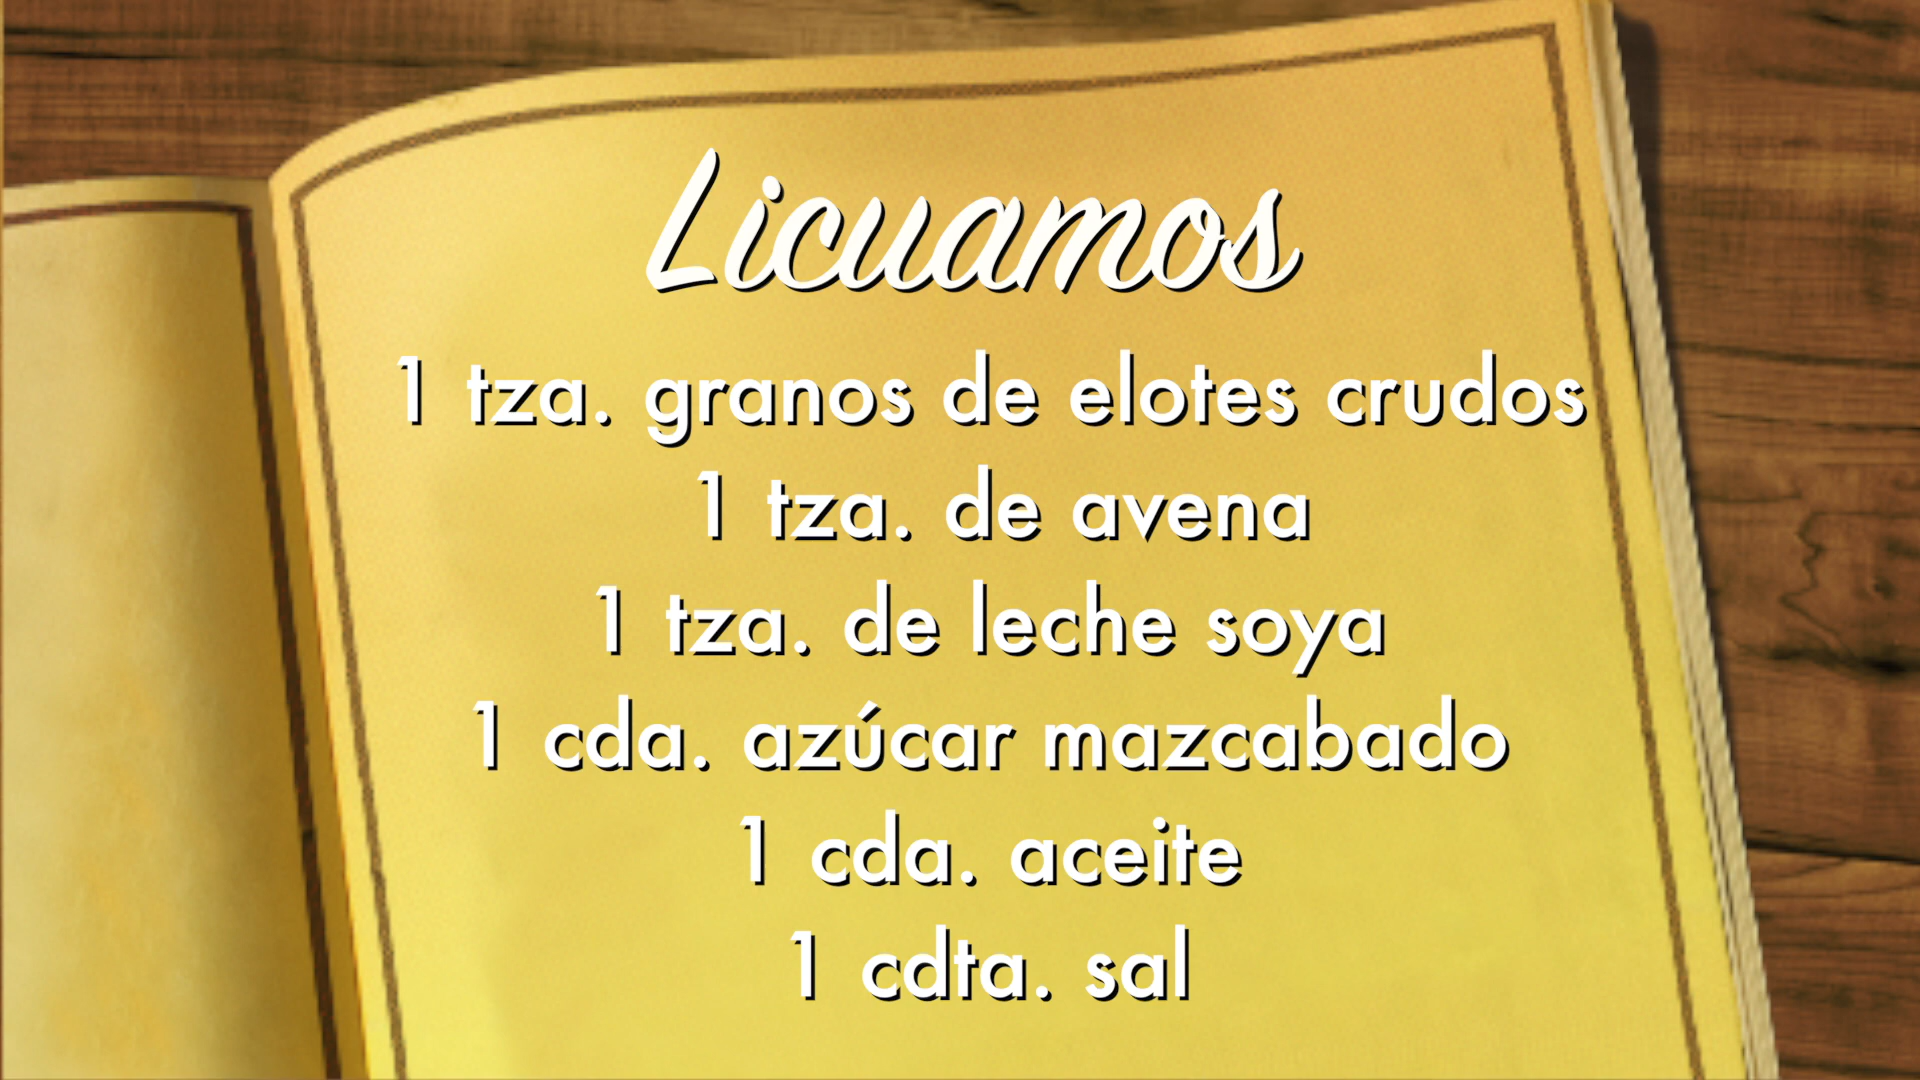 Licuamos
1 tza. granos de elotes crudos
1 tza. de avena
1 tza. de leche soya
1 cda. azúcar mazcabado
1 cda. aceite
1 cdta. sal